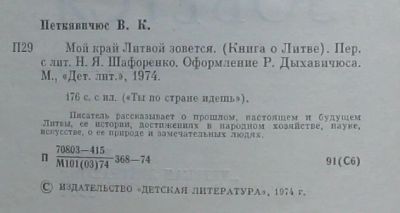 Петкявичюс В. К.
П29 Мой край Литвой зовется. (Книга о Литве). Пер.
с лит. Н. Я. Шафоренко. Оформление Р. Дыхавичюса.
М., «Дет. лит.», 1974.
176 с. с ил. («Ты по стране идешь»).
Писатель рассказывает о прошлом, настоящем и будущем
Литвы, ее истории, достижениях в народном хозяйстве, науке,
искусстве, о ее природе и замечательных людях.
70803—415
П ————— 368—74 91(С6)
М101(03)74
© ИЗДАТЕЛЬСТВО «ДЕТСКАЯ ЛИТЕРАТУРА», 1974 г.